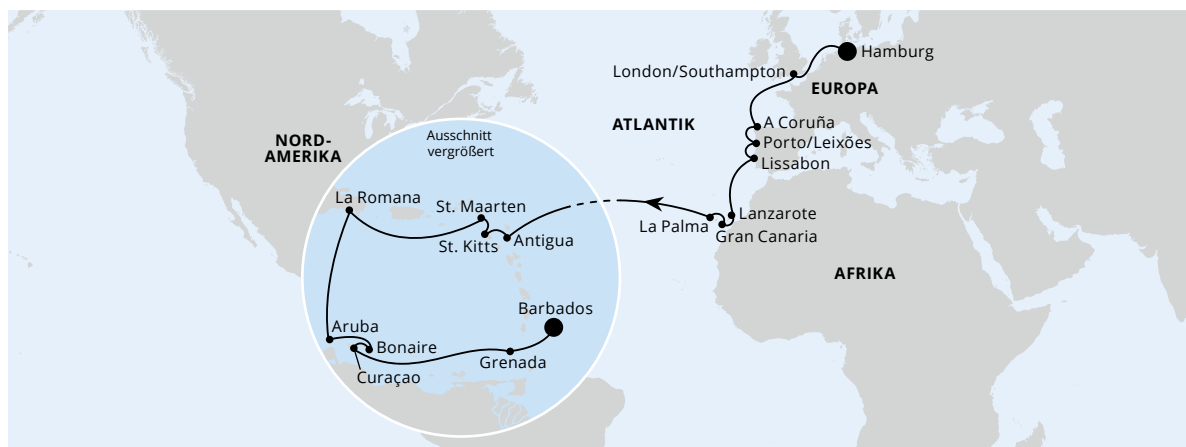 Hamburg
London/Southampton
EUROPA
ATLANTIK
A Coruña
Porto/Leixões
Lissabon
NORD-
AMERIKA
Ausschnitt
vergrößert
La Romana
St. Maarten
St. Kitts
Antigua
La Palma
Lanzarote
Gran Canaria
AFRIKA
Barbados
Aruba
Bonaire
Curaçao
Grenada